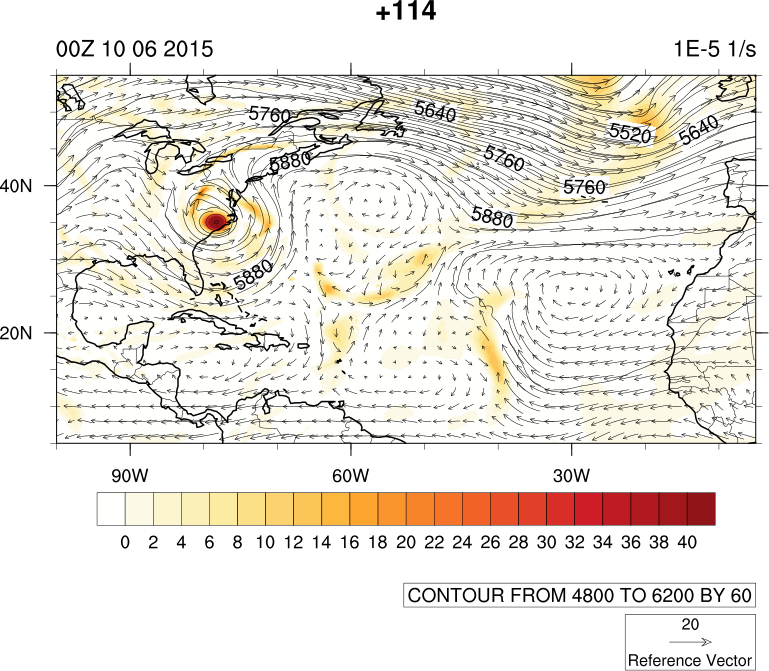 +114
00Z 10 06 2015
1E-5 1/s
5760
5640
5520
5640
5880
5760
5760
40N
5880
5880
20N
90W
60W
30W
0 2 4 6 8 10 12 14 16 18 20 22 24 26 28 30 32 34 36 38 40
CONTOUR FROM 4800 TO 6200 BY 60
20
Reference Vector